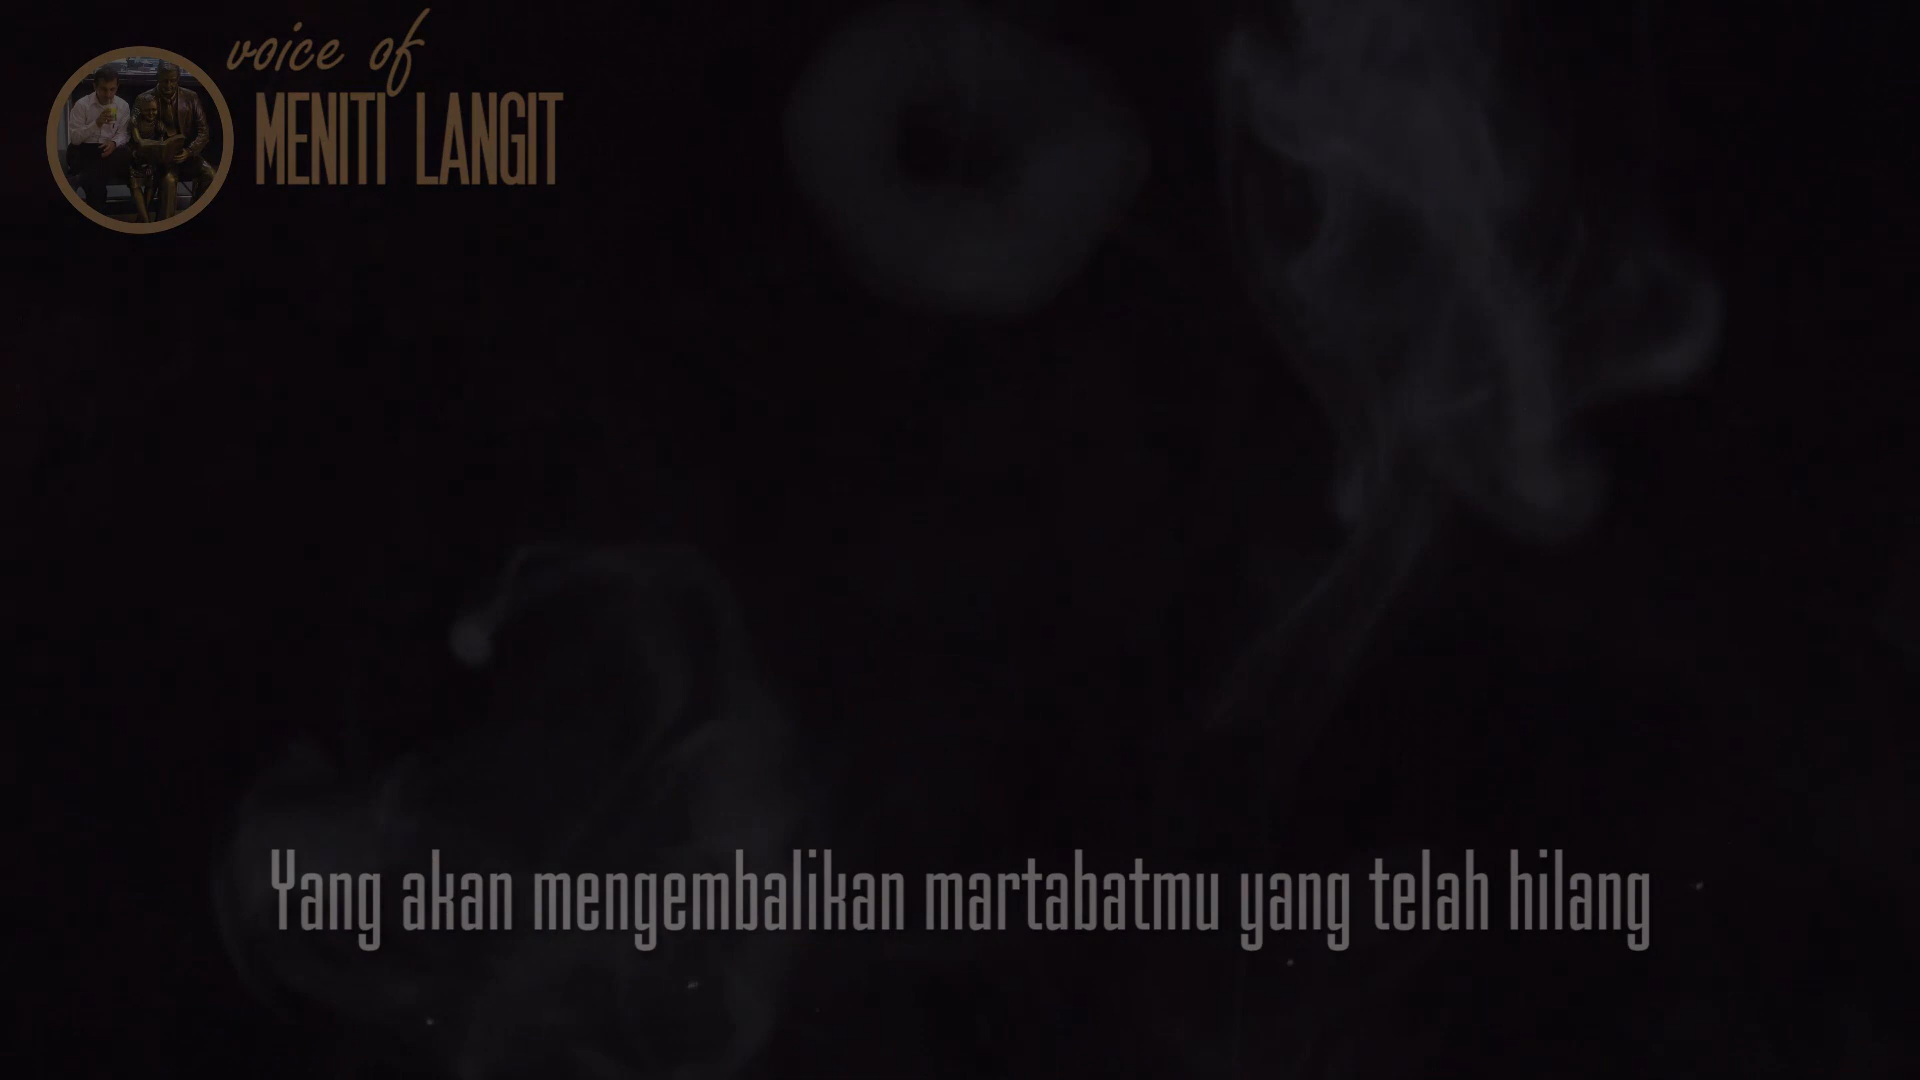 voice of
MENITI LANGIT
Yang akan mengembalikan martabatmu yang telah hilang